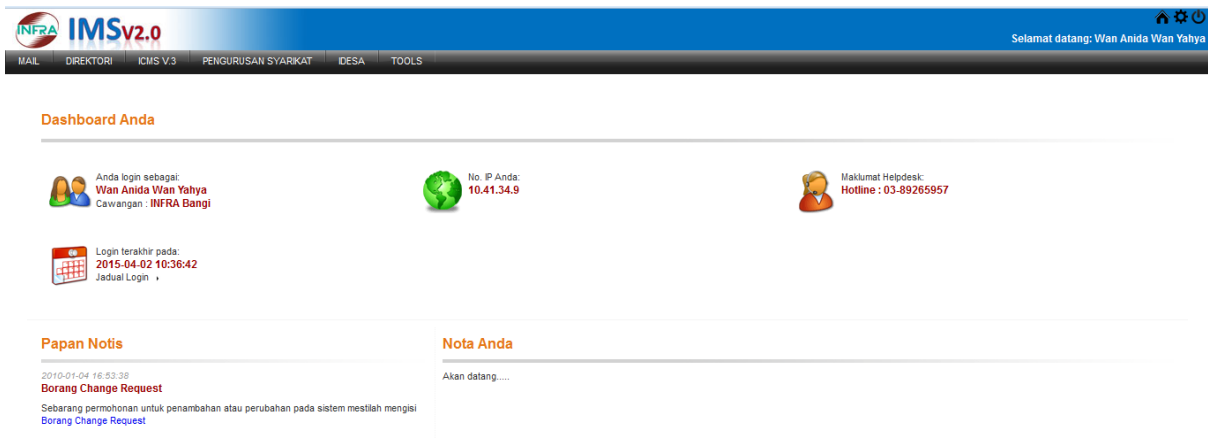 INFRA IMSV2.0
Selamat datang: Wan Anida Wan Yahya
MAIL DIREKTORI ICMS V.3 PENGURUSAN SYARIKAT IDESA TOOLS
Dashboard Anda
Anda login sebagai:
Wan Anida Wan Yahya
Cawangan : INFRA Bangi
No. IP Anda:
10.41.34.9
Maklumat Helpdesk:
Hotline : 03-89265957
Login terakhir pada:
2015-04-02 10:36:42
Jadual Login
Papan Notis
2010-01-04 16:53:38
Borang Change Request
Sebarang permohonan untuk penambahan atau perubahan pada sistem mestilah mengisi
Borang Change Request
Nota Anda
Akan datang.....